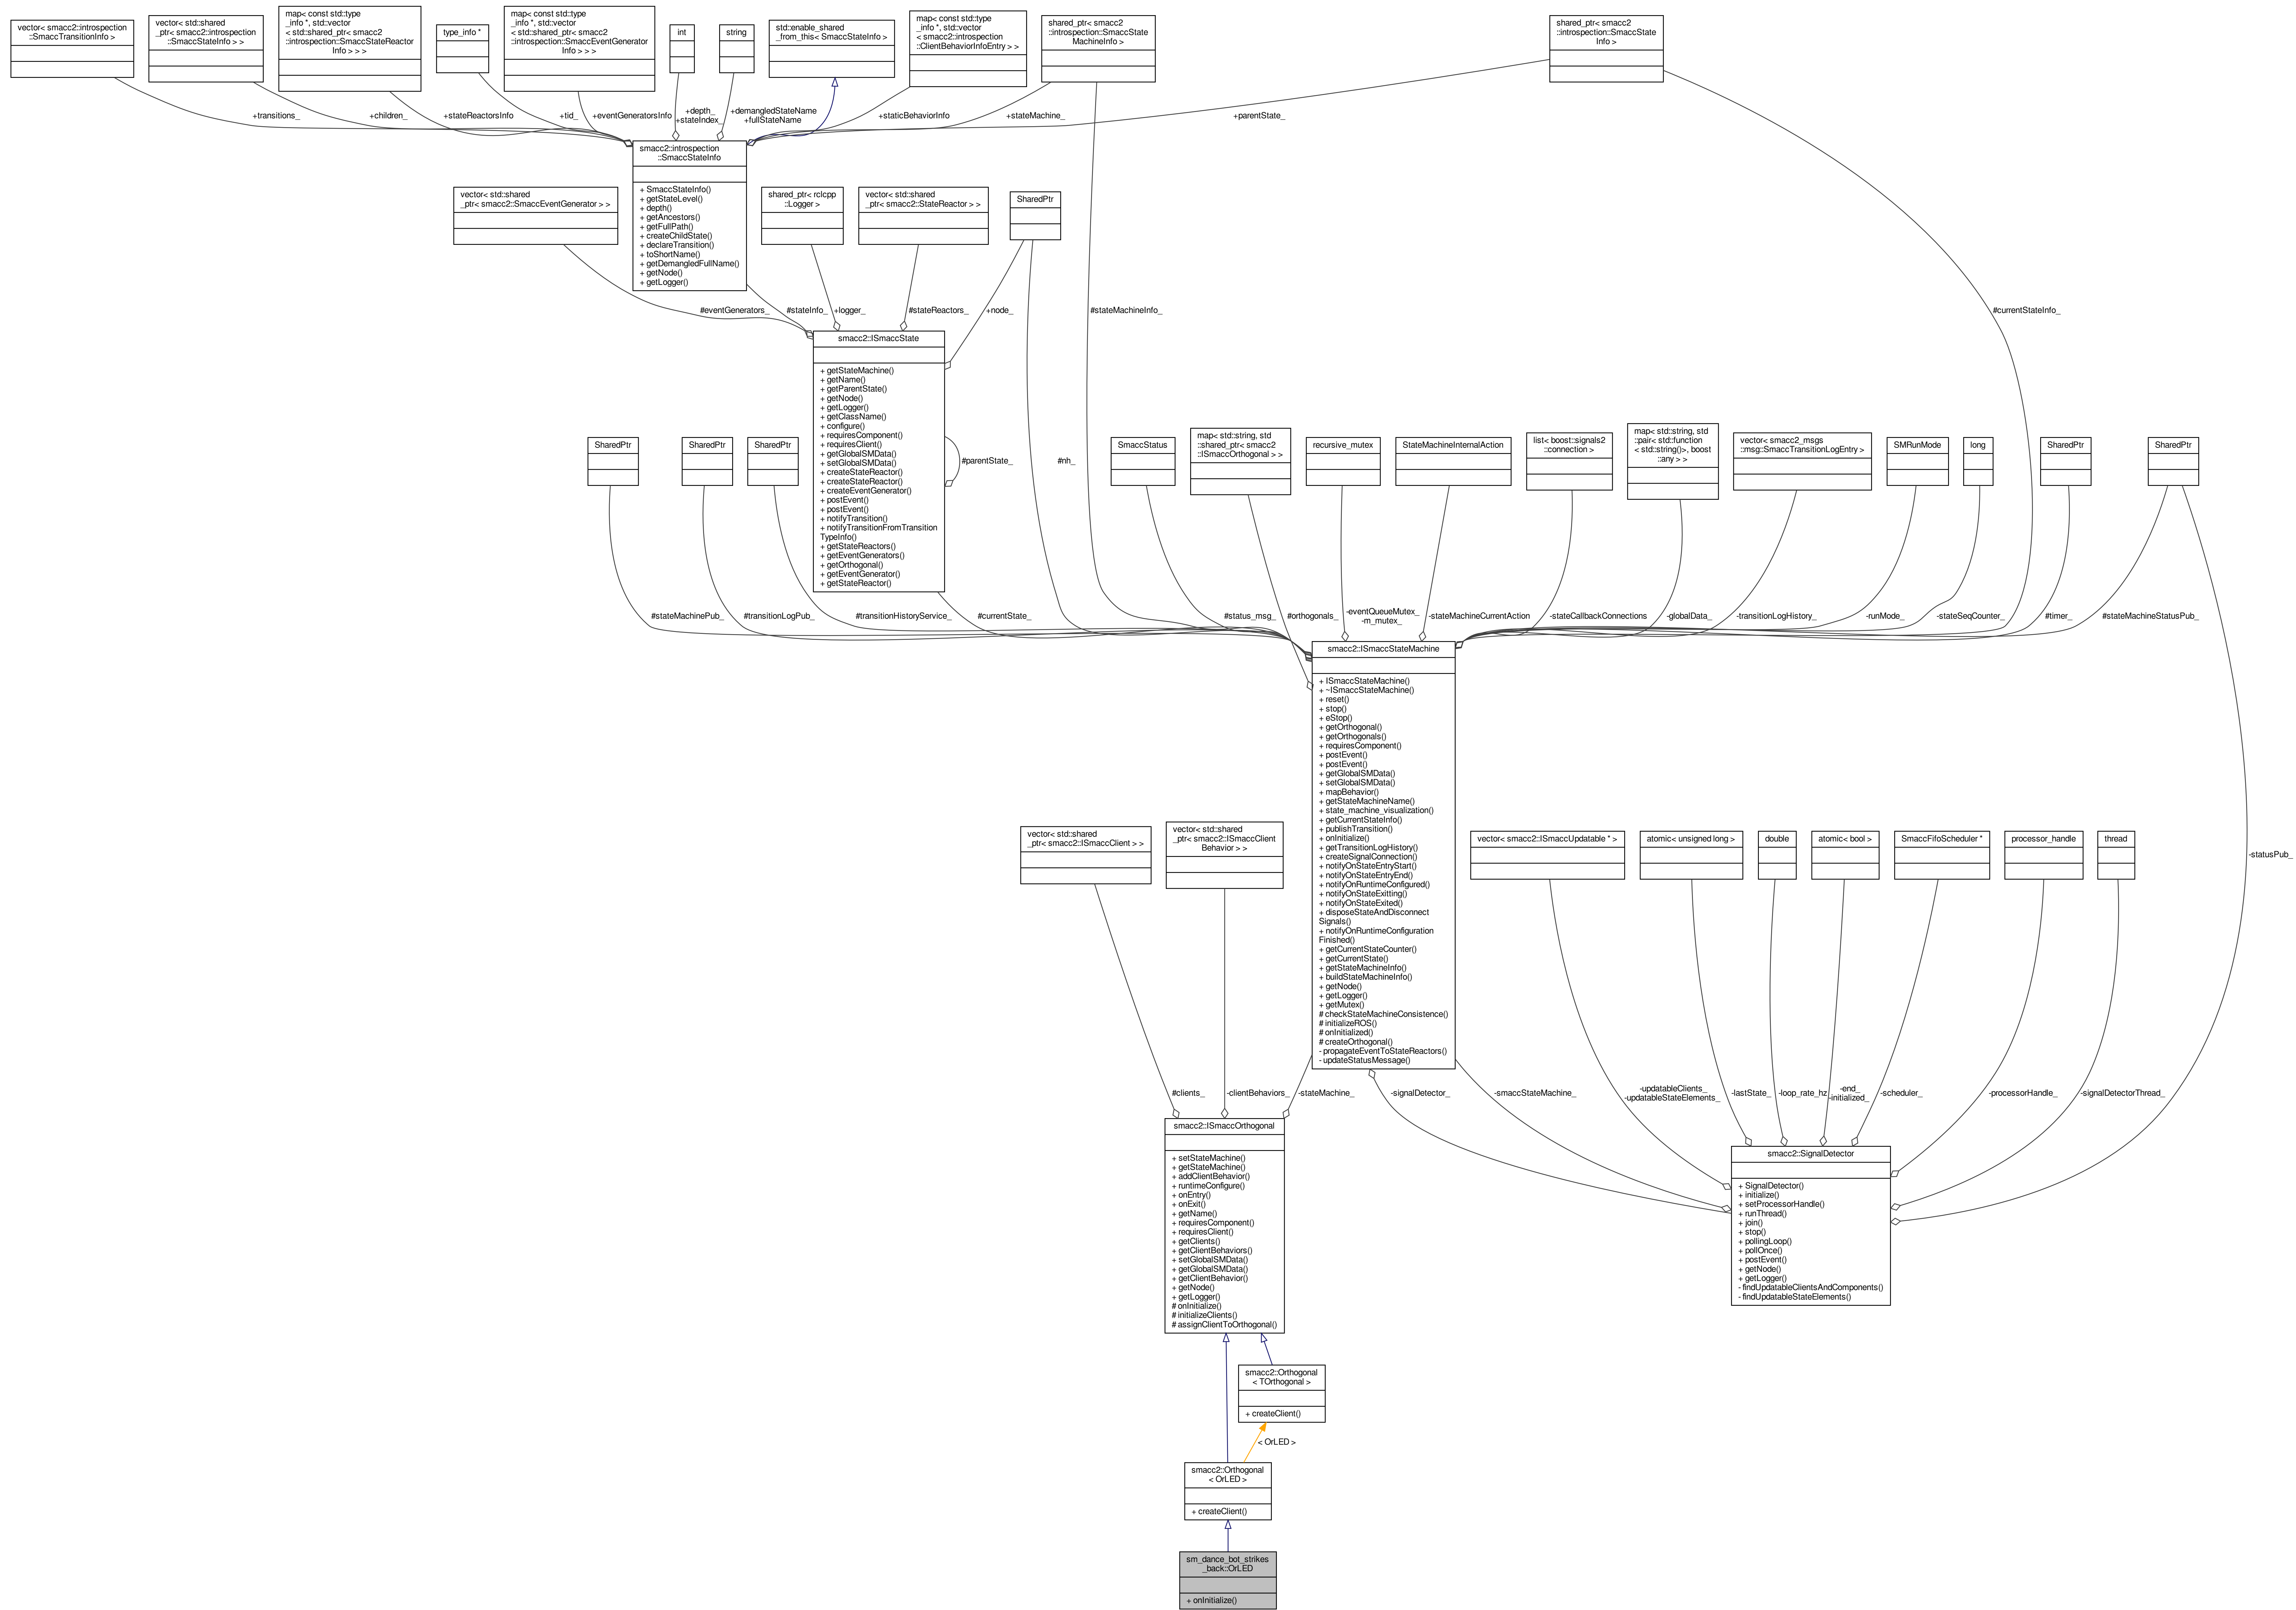 vector< smacc2::introspection
::SmaccTransitionInfo >
vector< std::shared
_ptr< smacc2::introspection
::SmaccStateInfo > >
map< const std::type
_info *, std::vector
< std::shared_ptr< smacc2
::introspection::SmaccStateReactor
Info > > >
type_info *
map< const std::type
_info *, std::vector
< std::shared_ptr< smacc2
::introspection::SmaccEventGenerator
Info > > >
int
string
std::enable_shared
_from_this< SmaccStateInfo >
map< const std::type
_info *, std::vector
< smacc2::introspection
::ClientBehaviorInfoEntry > >
shared_ptr< smacc2
::introspection::SmaccState
MachineInfo >
shared_ptr< smacc2
::introspection::SmaccState
Info >
+transitions_
+children_
+stateReactorsInfo
+tid_
+eventGeneratorsInfo
+depth_
+stateIndex_
+demangledStateName
+fullStateName
+staticBehaviorInfo
+stateMachine_
+parentState_
smacc2::introspection
::SmaccStateInfo
+ SmaccStateInfo()
+ getStateLevel()
+ depth()
+ getAncestors()
+ getFullPath()
+ createChildState()
+ declareTransition()
+ toShortName()
+ getDemangledFullName()
+ getNode()
+ getLogger()
vector< std::shared
_ptr< smacc2::SmaccEventGenerator > >
shared_ptr< rclcpp
::Logger >
vector< std::shared
_ptr< smacc2::StateReactor > >
SharedPtr
#eventGenerators_
#stateInfo_
+logger_
#stateReactors_
+node_
#stateMachineInfo_
#currentStateInfo_
smacc2::ISmaccState
+ getStateMachine()
+ getName()
+ getParentState()
+ getNode()
+ getLogger()
+ getClassName()
+ configure()
+ requiresComponent()
+ requiresClient()
+ getGlobalSMData()
+ setGlobalSMData()
+ createStateReactor()
+ createStateReactor()
+ createEventGenerator()
+ postEvent()
+ postEvent()
+ notifyTransition()
+ notifyTransitionFromTransition
TypeInfo()
+ getStateReactors()
+ getEventGenerators()
+ getOrthogonal()
+ getEventGenerator()
+ getStateReactor()
#parentState_
#nh_
SharedPtr
SharedPtr
SharedPtr
SmaccStatus
map< std::string, std
::shared_ptr< smacc2
::ISmaccOrthogonal > >
recursive_mutex
StateMachineInternalAction
list< boost::signals2
::connection >
map< std::string, std
::pair< std::function
< std::string()>, boost
::any > >
vector< smacc2_msgs
::msg::SmaccTransitionLogEntry >
SMRunMode
long
SharedPtr
SharedPtr
#stateMachinePub_
#transitionLogPub_
#transitionHistoryService_
#currentState_
#status_msg_
#orthogonals_
-eventQueueMutex_
-m_mutex_
-stateMachineCurrentAction
-stateCallbackConnections
-globalData_
-transitionLogHistory_
-runMode_
-stateSeqCounter_
#timer_
#stateMachineStatusPub_
smacc2::ISmaccStateMachine
+ ISmaccStateMachine()
+ ~ISmaccStateMachine()
+ reset()
+ stop()
+ eStop()
+ getOrthogonal()
+ getOrthogonals()
+ requiresComponent()
+ postEvent()
+ postEvent()
+ getGlobalSMData()
+ setGlobalSMData()
+ mapBehavior()
+ getStateMachineName()
+ state_machine_visualization()
+ getCurrentStateInfo()
+ publishTransition()
+ onInitialize()
+ getTransitionLogHistory()
+ createSignalConnection()
+ notifyOnStateEntryStart()
+ notifyOnStateEntryEnd()
+ notifyOnRuntimeConfigured()
+ notifyOnStateExitting()
+ notifyOnStateExited()
+ disposeStateAndDisconnect
Signals()
+ notifyOnRuntimeConfiguration
Finished()
+ getCurrentStateCounter()
+ getCurrentState()
+ getStateMachineInfo()
+ buildStateMachineInfo()
+ getNode()
+ getLogger()
+ getMutex()
# checkStateMachineConsistence()
# initializeROS()
# onInitialized()
# createOrthogonal()
- propagateEventToStateReactors()
- updateStatusMessage()
vector< std::shared
_ptr< smacc2::ISmaccClient > >
vector< std::shared
_ptr< smacc2::ISmaccClient
Behavior > >
vector< smacc2::ISmaccUpdatable * >
atomic< unsigned long >
double
atomic< bool >
SmaccFifoScheduler *
processor_handle
thread
-statusPub_
#clients_
-clientBehaviors_
-stateMachine_
-signalDetector_
-smaccStateMachine_
-updatableClients_
-updatableStateElements_
-lastState_
-loop_rate_hz
-end_
-initialized_
-scheduler_
-processorHandle_
-signalDetectorThread_
smacc2::ISmaccOrthogonal
+ setStateMachine()
+ getStateMachine()
+ addClientBehavior()
+ runtimeConfigure()
+ onEntry()
+ onExit()
+ getName()
+ requiresComponent()
+ requiresClient()
+ getClients()
+ getClientBehaviors()
+ setGlobalSMData()
+ getGlobalSMData()
+ getClientBehavior()
+ getNode()
+ getLogger()
# onInitialize()
# initializeClients()
# assignClientToOrthogonal()
smacc2::SignalDetector
+ SignalDetector()
+ initialize()
+ setProcessorHandle()
+ runThread()
+ join()
+ stop()
+ pollingLoop()
+ pollOnce()
+ postEvent()
+ getNode()
+ getLogger()
- findUpdatableClientsAndComponents()
- findUpdatableStateElements()
smacc2::Orthogonal
< TOrthogonal >
+ createClient()
< OrLED >
smacc2::Orthogonal
< OrLED >
+ createClient()
sm_dance_bot_strikes
_back::OrLED
+ onInitialize()